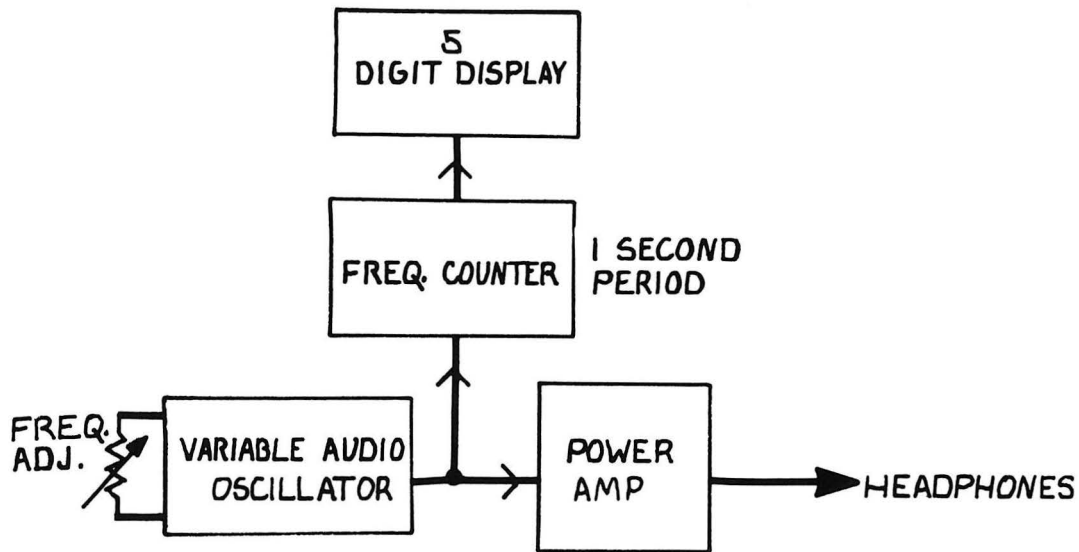 5
DIGIT DISPLAY
FREQ. COUNTER
1 SECOND
PERIOD
FREQ.
ADJ.
VARIABLE AUDIO
OSCILLATOR
POWER
AMP
HEADPHONES